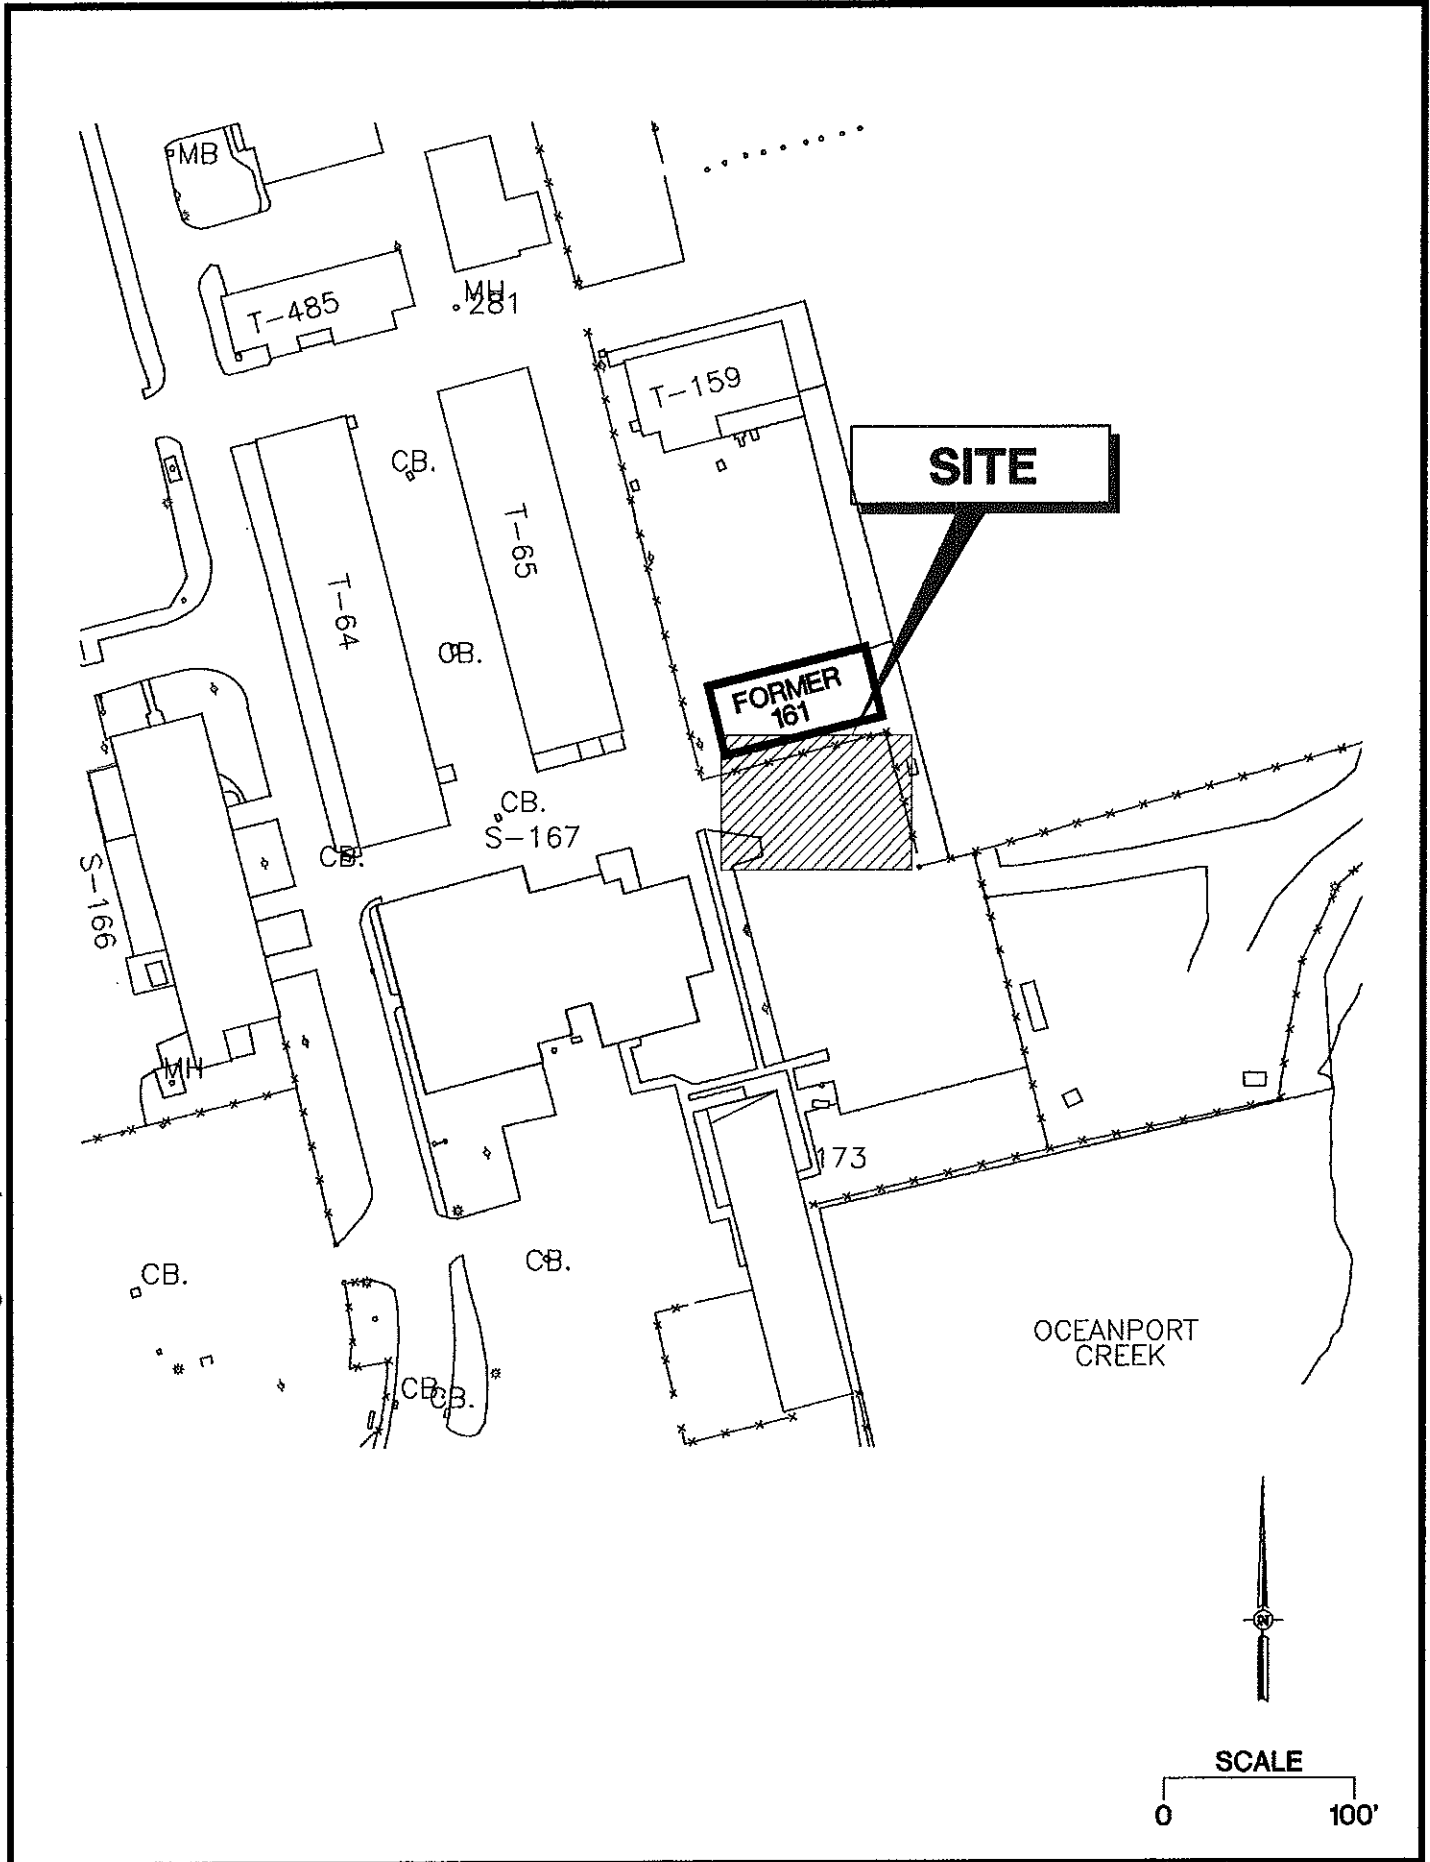 MB
T-485
MH
281
T-159
CB.
SITE
T-65
T-64
CB.
FORMER
161
CB.
S-167
CB.
S-166
MH
173
CB.
CB.
OCEANPORT
CREEK
CB.
CB.
SCALE
0 100'